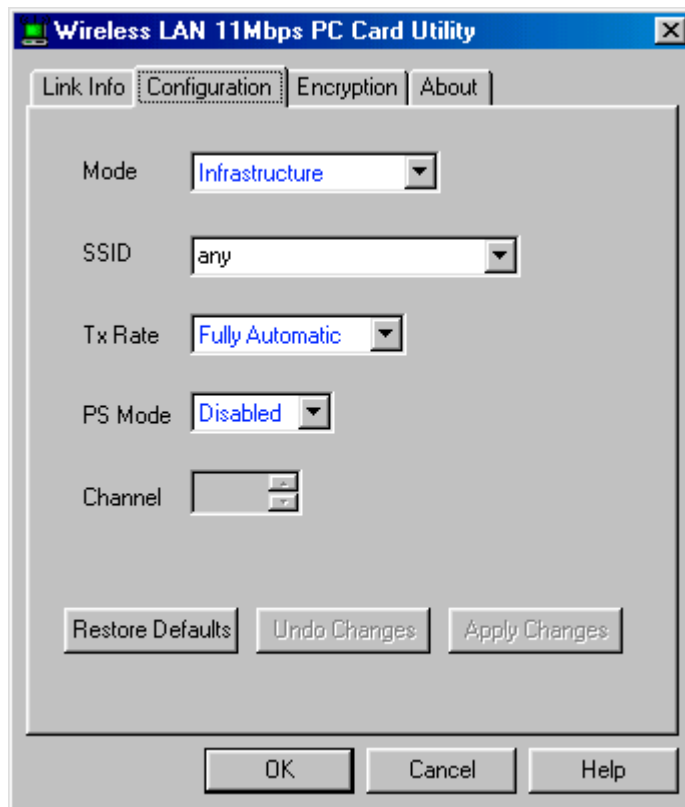 Wireless LAN 11Mbps PC Card Utility
Link Info Configuration Encryption About
Mode Infrastructure
SSID any
Tx Rate Fully Automatic
PS Mode Disabled
Channel
Restore Defaults Undo Changes Apply Changes
OK Cancel Help